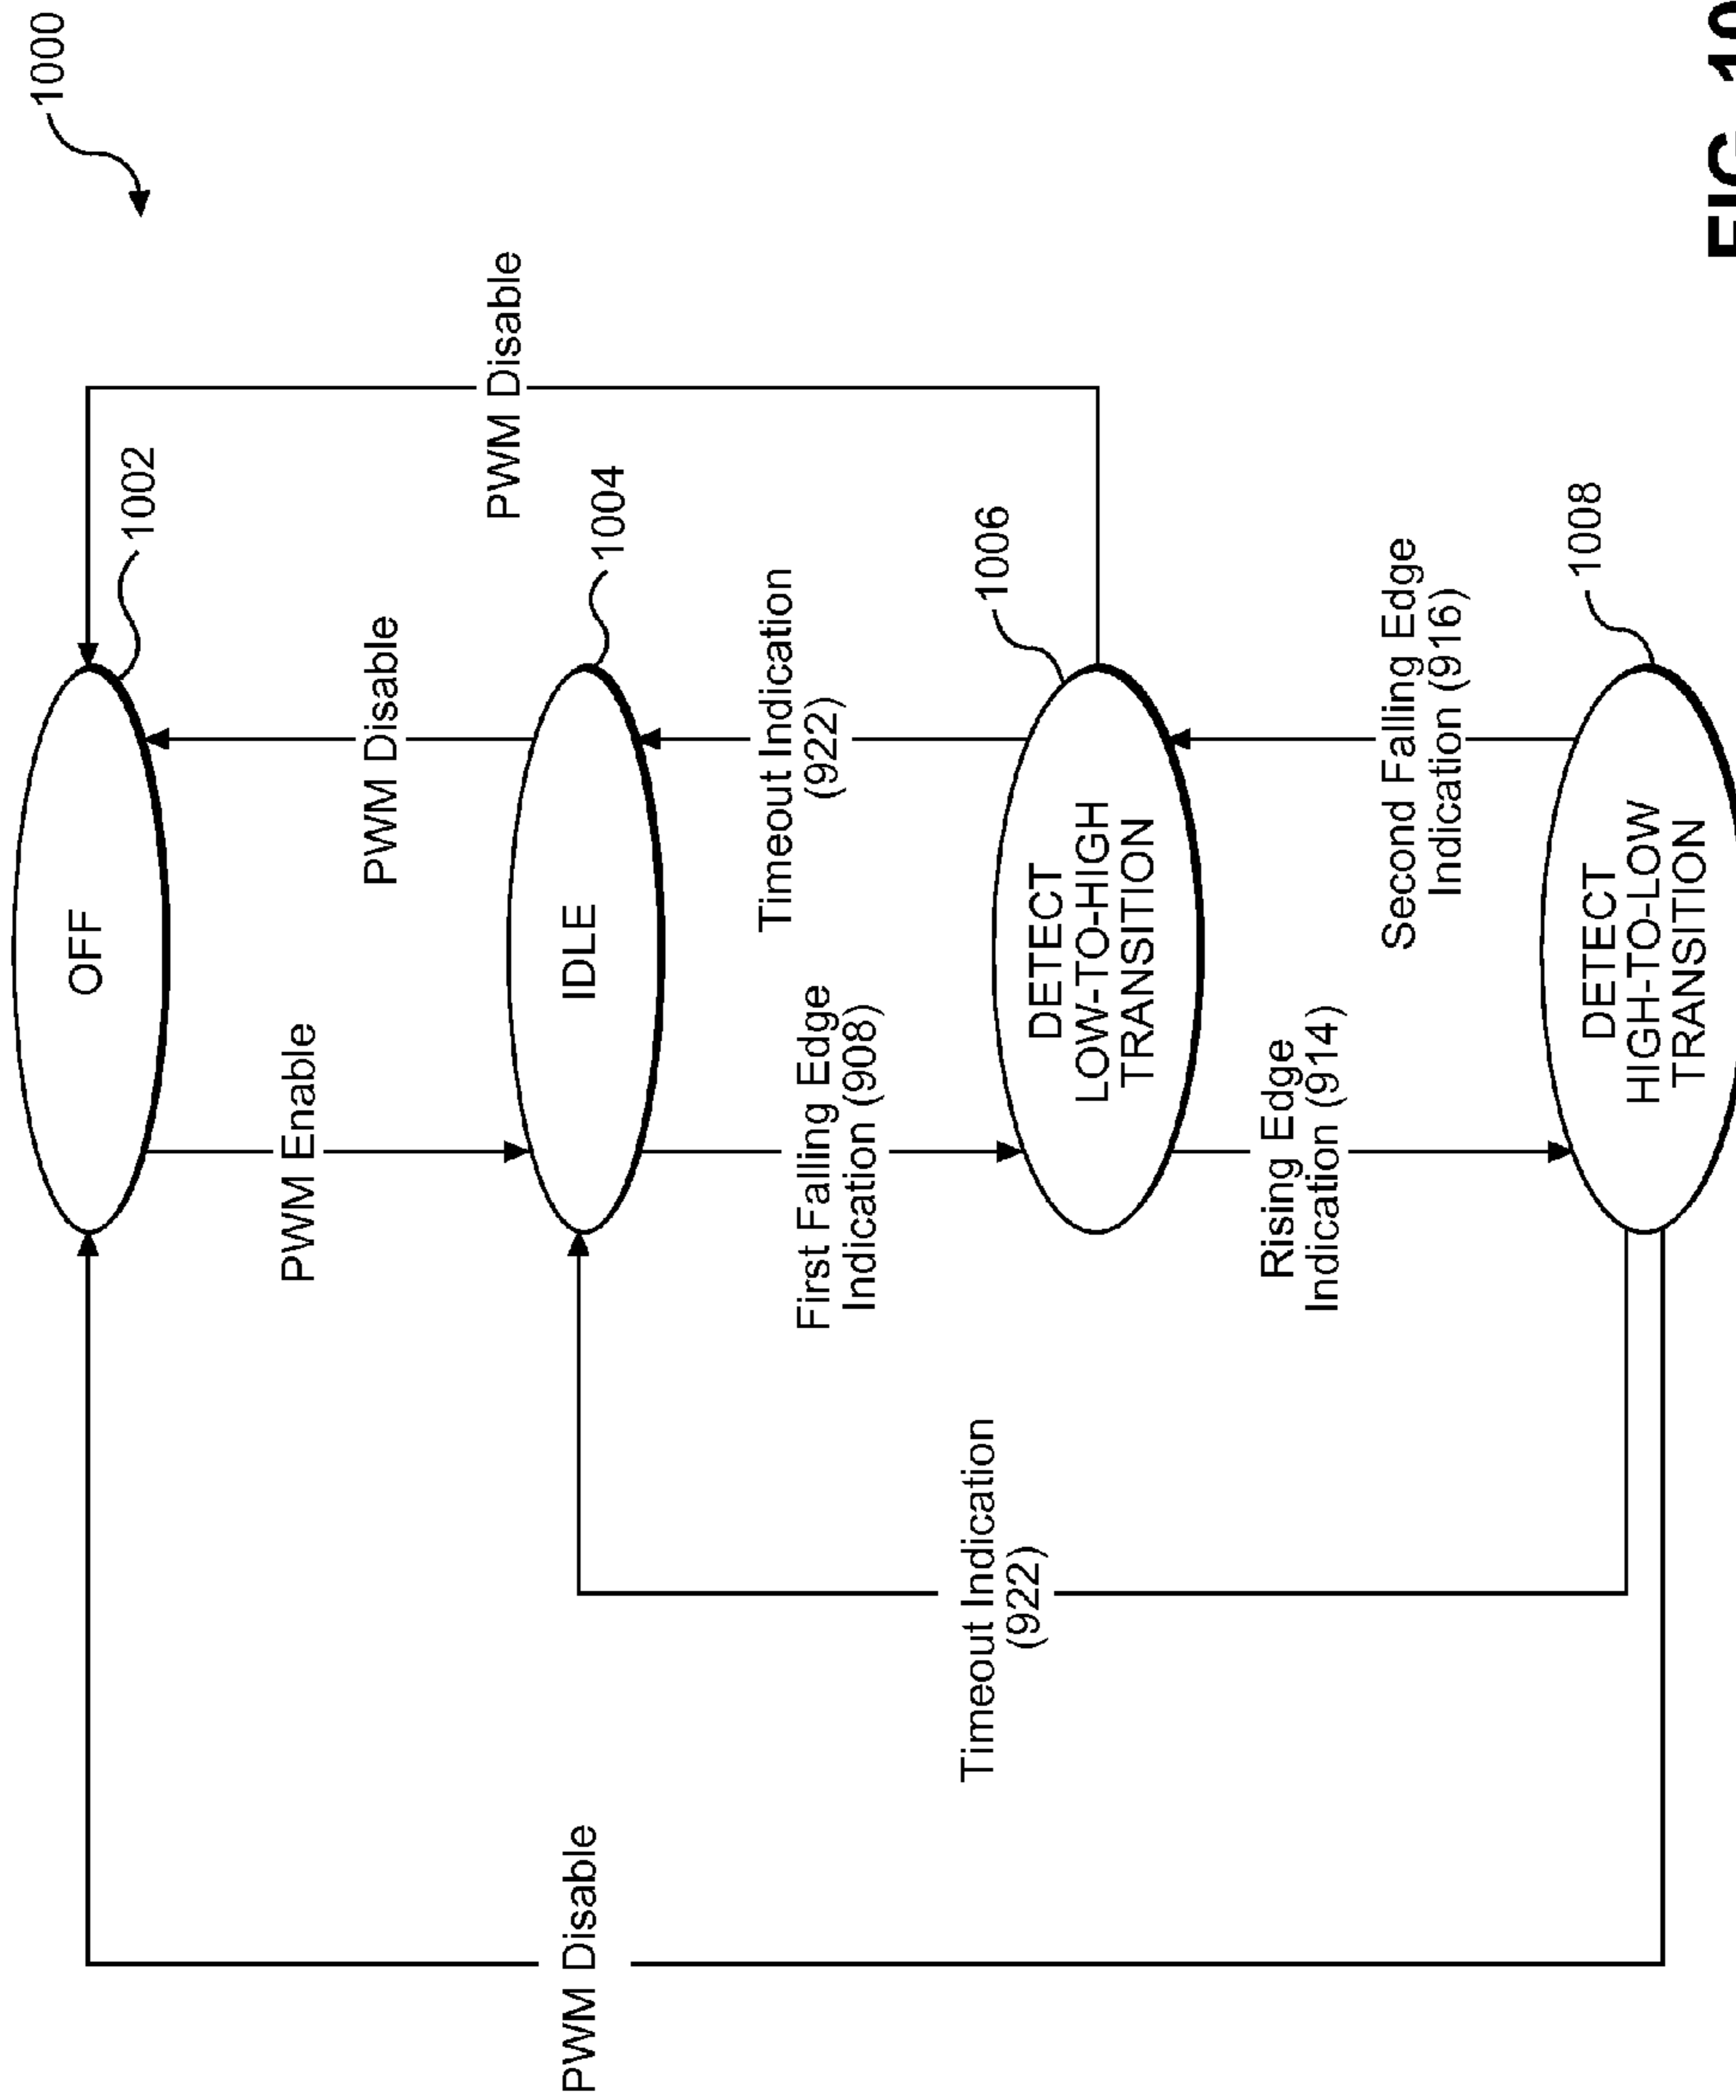 1000
OFF
1002
PWM Enable
PWM Disable
PWM Disable
IDLE
1004
First Falling Edge
Indication (908)
Timeout Indication
(922)
Timeout Indication
(922)
PWM Disable
DETECT
LOW-TO-HIGH
TRANSITION
1006
Rising Edge
Indication (914)
Second Falling Edge
Indication (916)
DETECT
HIGH-TO-LOW
TRANSITION
1008
FIG. 10